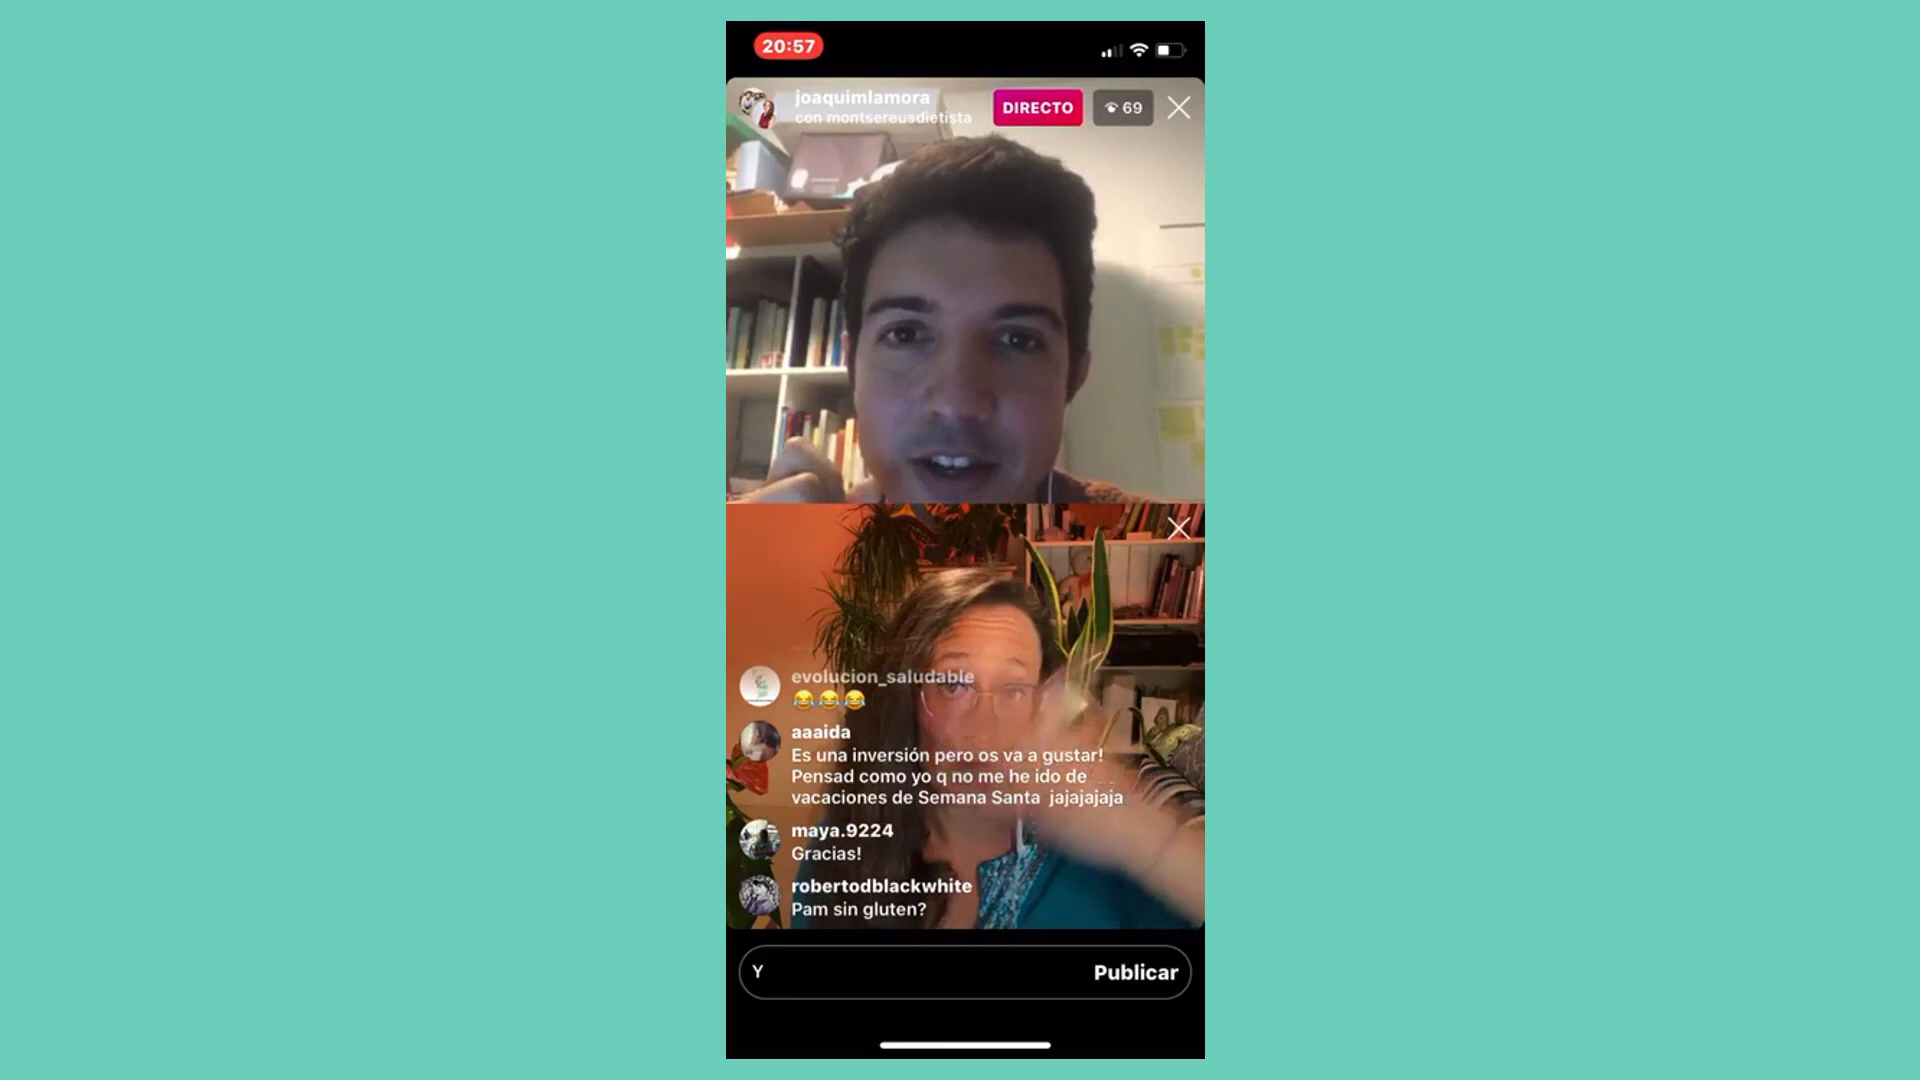 20:57
joaquimlamora
con montsereusdietista
DIRECTO
69
evolucion_saludable
😂😂😂
aaaida
Es una inversión pero os va a gustar!
Pensad como yo q no me he ido de
vacaciones de Semana Santa jajajajaja
maya.9224
Gracias!
robertodblackwhite
Pam sin gluten?
Y
Publicar